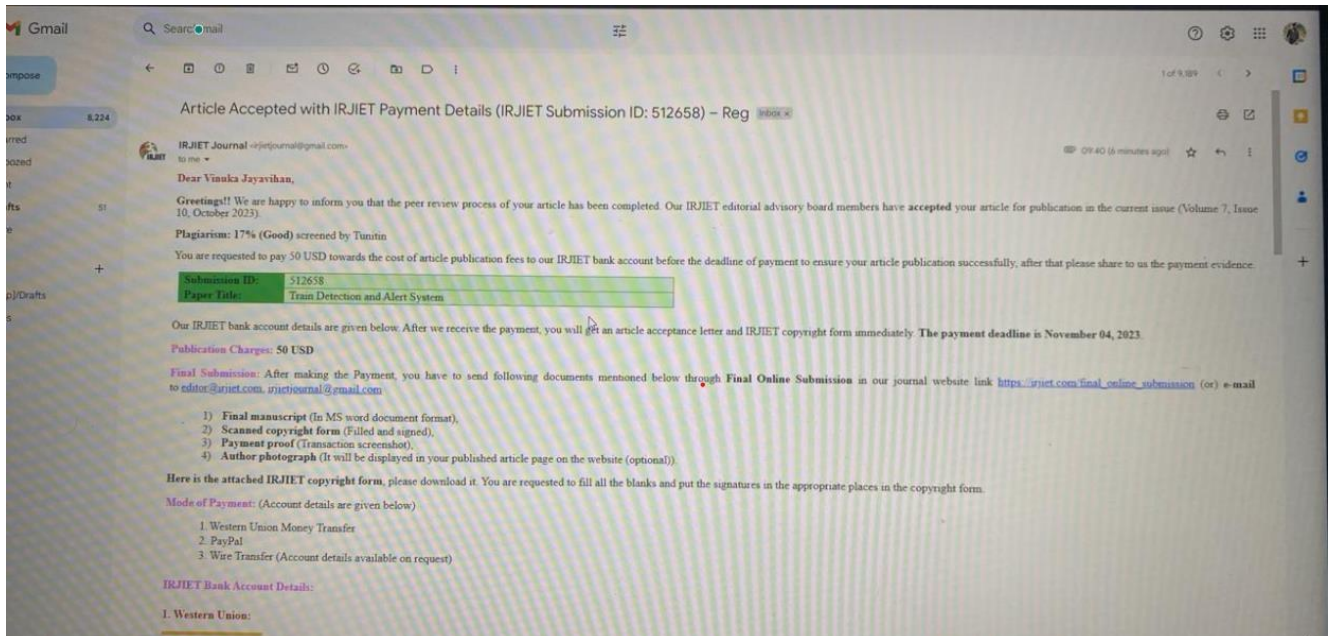 Gmail
Searc mail
ompose
1 of 9,189
Article Accepted with IRJIET Payment Details (IRJIET Submission ID: 512658) – Reg Inbox ×
box 8,224
rred
IRJIET Journal <irjietjournal@gmail.com>
09:40 (6 minutes ago)
IRJIET
oozed
to me
Dear Vinuka Jayavihan,
fts 51
Greetings!! We are happy to inform you that the peer review process of your article has been completed. Our IRJIET editorial advisory board members have accepted your article for publication in the current issue (Volume 7, Issue
10, October 2023).
Plagiarism: 17% (Good) screened by Tunitin
You are requested to pay 50 USD towards the cost of article publication fees to our IRJIET bank account before the deadline of payment to ensure your article publication successfully, after that please share to us the payment evidence.
Submission ID: 512658
Paper Title: Train Detection and Alert System
p]/Drafts
Our IRJIET bank account details are given below. After we receive the payment, you will get an article acceptance letter and IRJIET copyright form immediately. The payment deadline is November 04, 2023.
Publication Charges: 50 USD
Final Submission: After making the Payment, you have to send following documents mentioned below through Final Online Submission in our journal website link https://irjiet.com/final_online_submission (or) e-mail
to editor@irjiet.com, irjietjournal@gmail.com
1) Final manuscript (In MS word document format),
2) Scanned copyright form (Filled and signed),
3) Payment proof (Transaction screenshot),
4) Author photograph (It will be displayed in your published article page on the website (optional)).
Here is the attached IRJIET copyright form, please download it. You are requested to fill all the blanks and put the signatures in the appropriate places in the copyright form.
Mode of Payment: (Account details are given below)
1. Western Union Money Transfer
2. PayPal
3. Wire Transfer (Account details available on request)
IRJIET Bank Account Details:
1. Western Union: